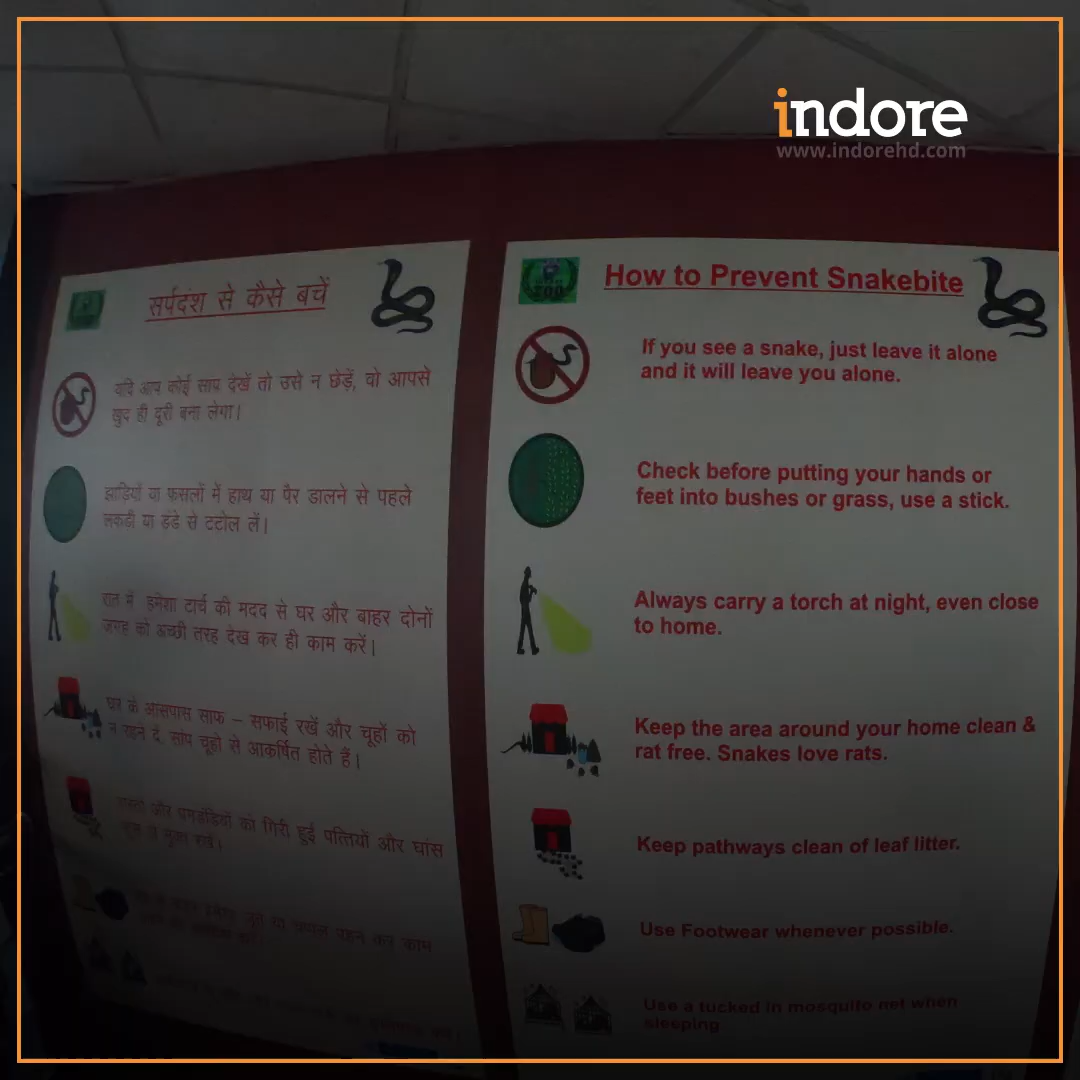 indore
www.indorehd.com
सर्पदंश से कैसे बचें
यदि आप कोई सांप देखें तो उसे न छेड़ें, वो आपसे
खुद ही दूरी बना लेगा।
झाड़ियों या फसलों में हाथ या पैर डालने से पहले
लकडी या डंडे से टटोल लें।
रात में हमेशा टार्च की मदद से घर और बाहर दोनों
जगह को अच्छी तरह देख कर ही काम करें।
घर के आसपास साफ – सफाई रखें और चूहों को
न रहने दें, सांप चूहो से आकर्षित होते हैं।
और पगडंडियों को गिरी हुई पत्तियों और घांस
मुक्त रखें।
पहन कर काम
ZOO
How to Prevent Snakebite
If you see a snake, just leave it alone
and it will leave you alone.
Check before putting your hands or
feet into bushes or grass, use a stick.
Always carry a torch at night, even close
to home.
Keep the area around your home clean &
rat free. Snakes love rats.
Keep pathways clean of leaf litter.
Use Footwear whenever possible.
Use a tucked in mosquito net when
sleeping